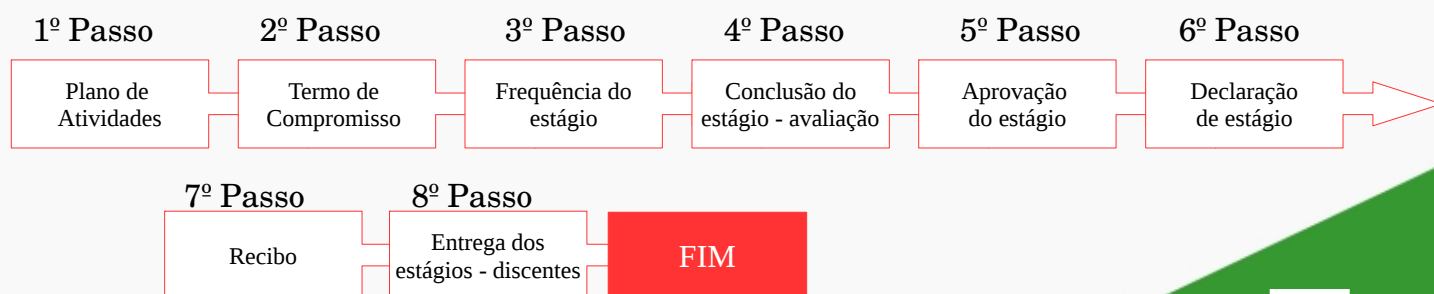 1º Passo
2º Passo
3º Passo
4º Passo
5º Passo
6º Passo
Plano de
Atividades
Termo de
Compromisso
Frequência do
estágio
Conclusão do
estágio - avaliação
Aprovação
do estágio
Declaração
de estágio
7º Passo
8º Passo
Recibo
Entrega dos
estágios - discentes
FIM